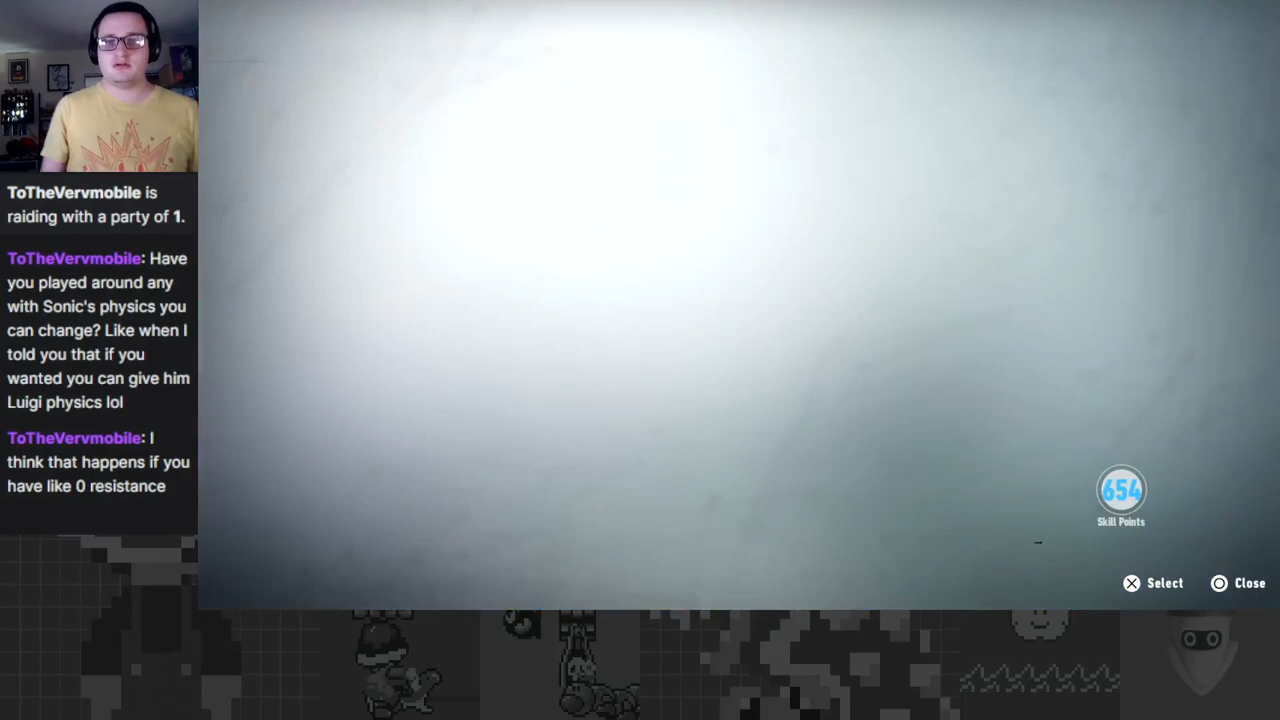 ToTheVervmobile is
raiding with a party of 1.
ToTheVervmobile: Have
you played around any
with Sonic's physics you
can change? Like when I
told you that if you
wanted you can give him
Luigi physics lol
ToTheVervmobile: I
think that happens if you
have like 0 resistance
654
Skill Points
Select
Close